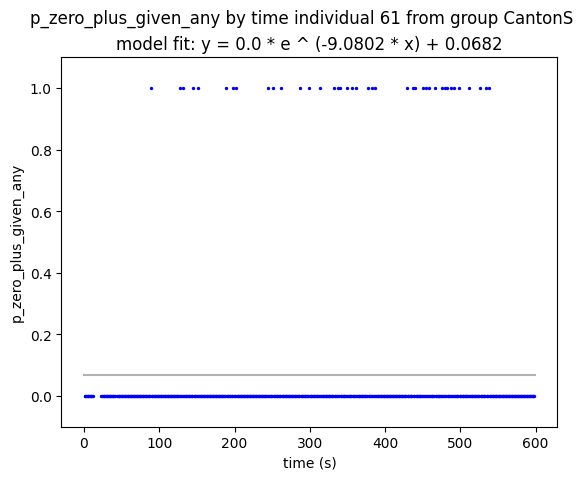 p_zero_plus_given_any by time individual 61 from group CantonS
model fit: y = 0.0 * e ^ (-9.0802 * x) + 0.0682
1.0
0.8
0.6
0.4
0.2
0.0
p_zero_plus_given_any
0 100 200 300 400 500 600
time (s)